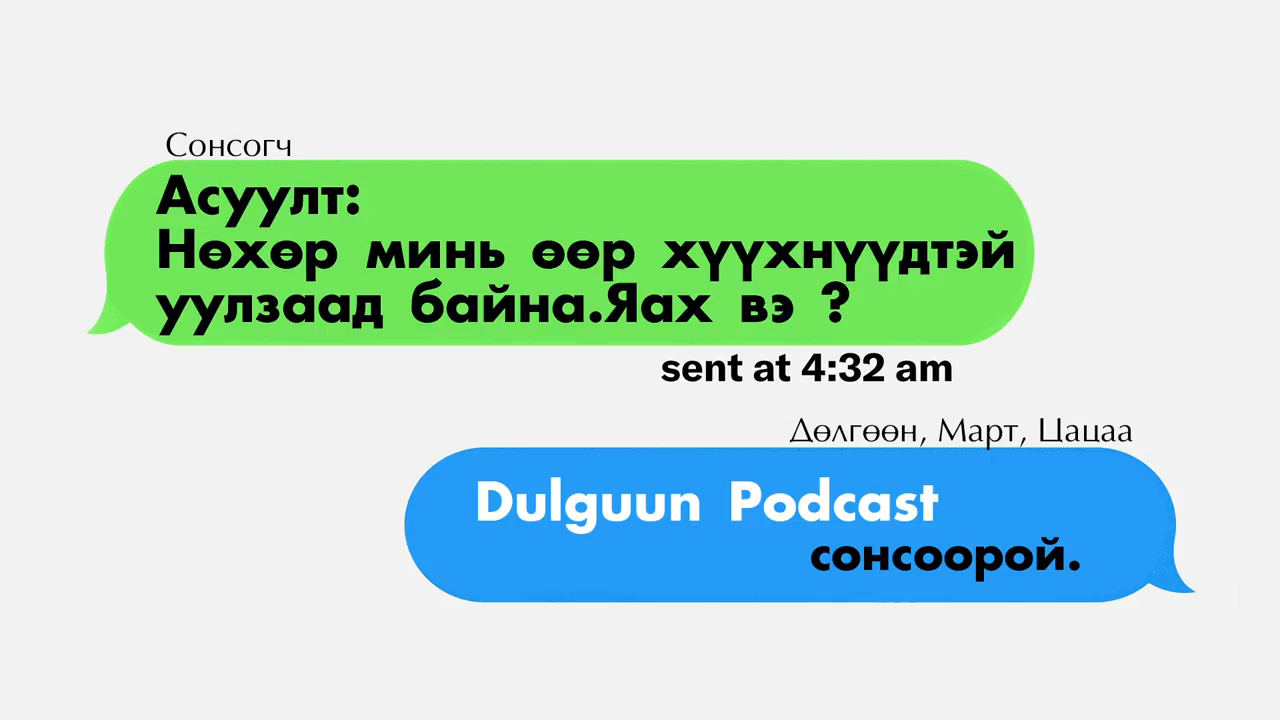 Сонсогч
Асуулт:
Нөхөр минь өөр хүүхнүүдтэй
уулзаад байна.Яах вэ ?
sent at 4:32 am
Дөлгөөн, Март, Цацаа
Dulguun Podcast
сонсоорой.